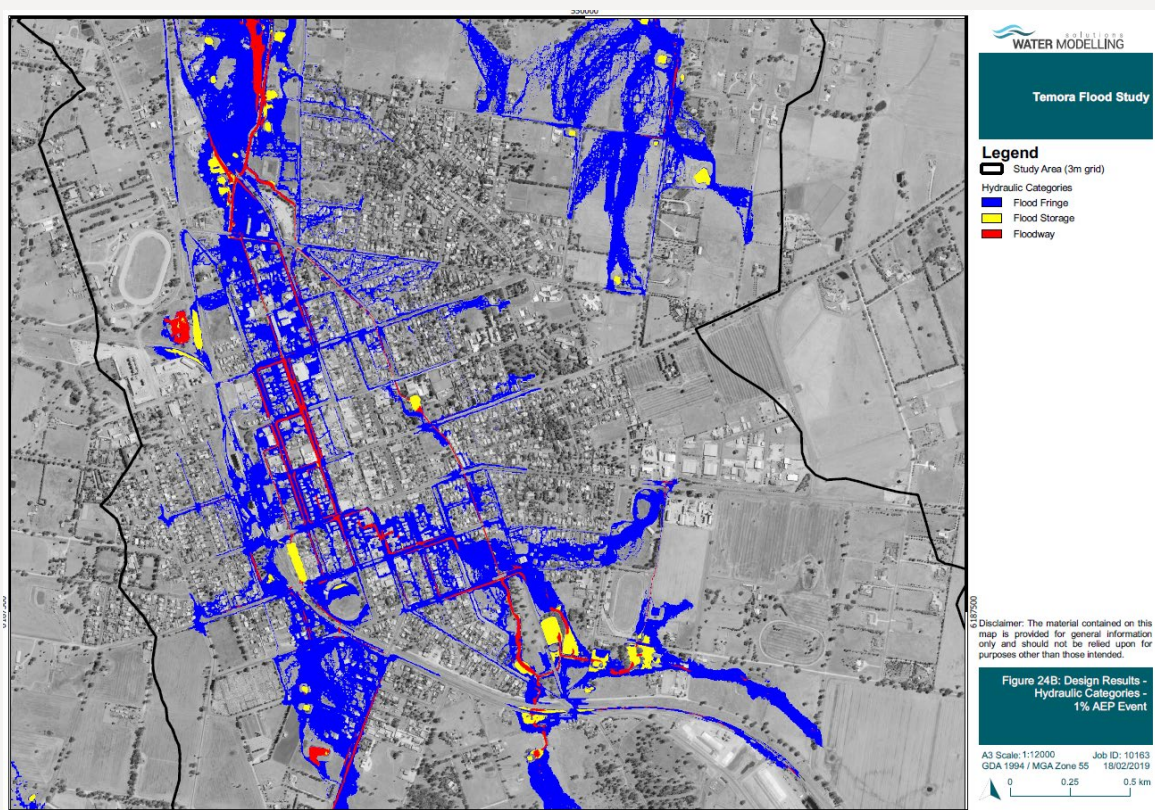 350000
solutions
WATER MODELLING
Temora Flood Study
Legend
Study Area (3m grid)
Hydraulic Categories
Flood Fringe
Flood Storage
Floodway
6187500
6187500
Disclaimer: The material contained on this
map is provided for general information
only and should not be relied upon for
purposes other than those intended.
Figure 24B: Design Results -
Hydraulic Categories -
1% AEP Event
A3 Scale: 1:12000 Job ID: 10163
GDA 1994 / MGA Zone 55 18/02/2019
0 0.25 0.5 km